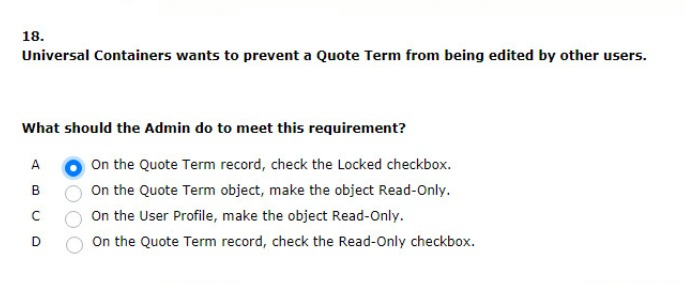 18.
Universal Containers wants to prevent a Quote Term from being edited by other users.
What should the Admin do to meet this requirement?
A On the Quote Term record, check the Locked checkbox.
B On the Quote Term object, make the object Read-Only.
C On the User Profile, make the object Read-Only.
D On the Quote Term record, check the Read-Only checkbox.